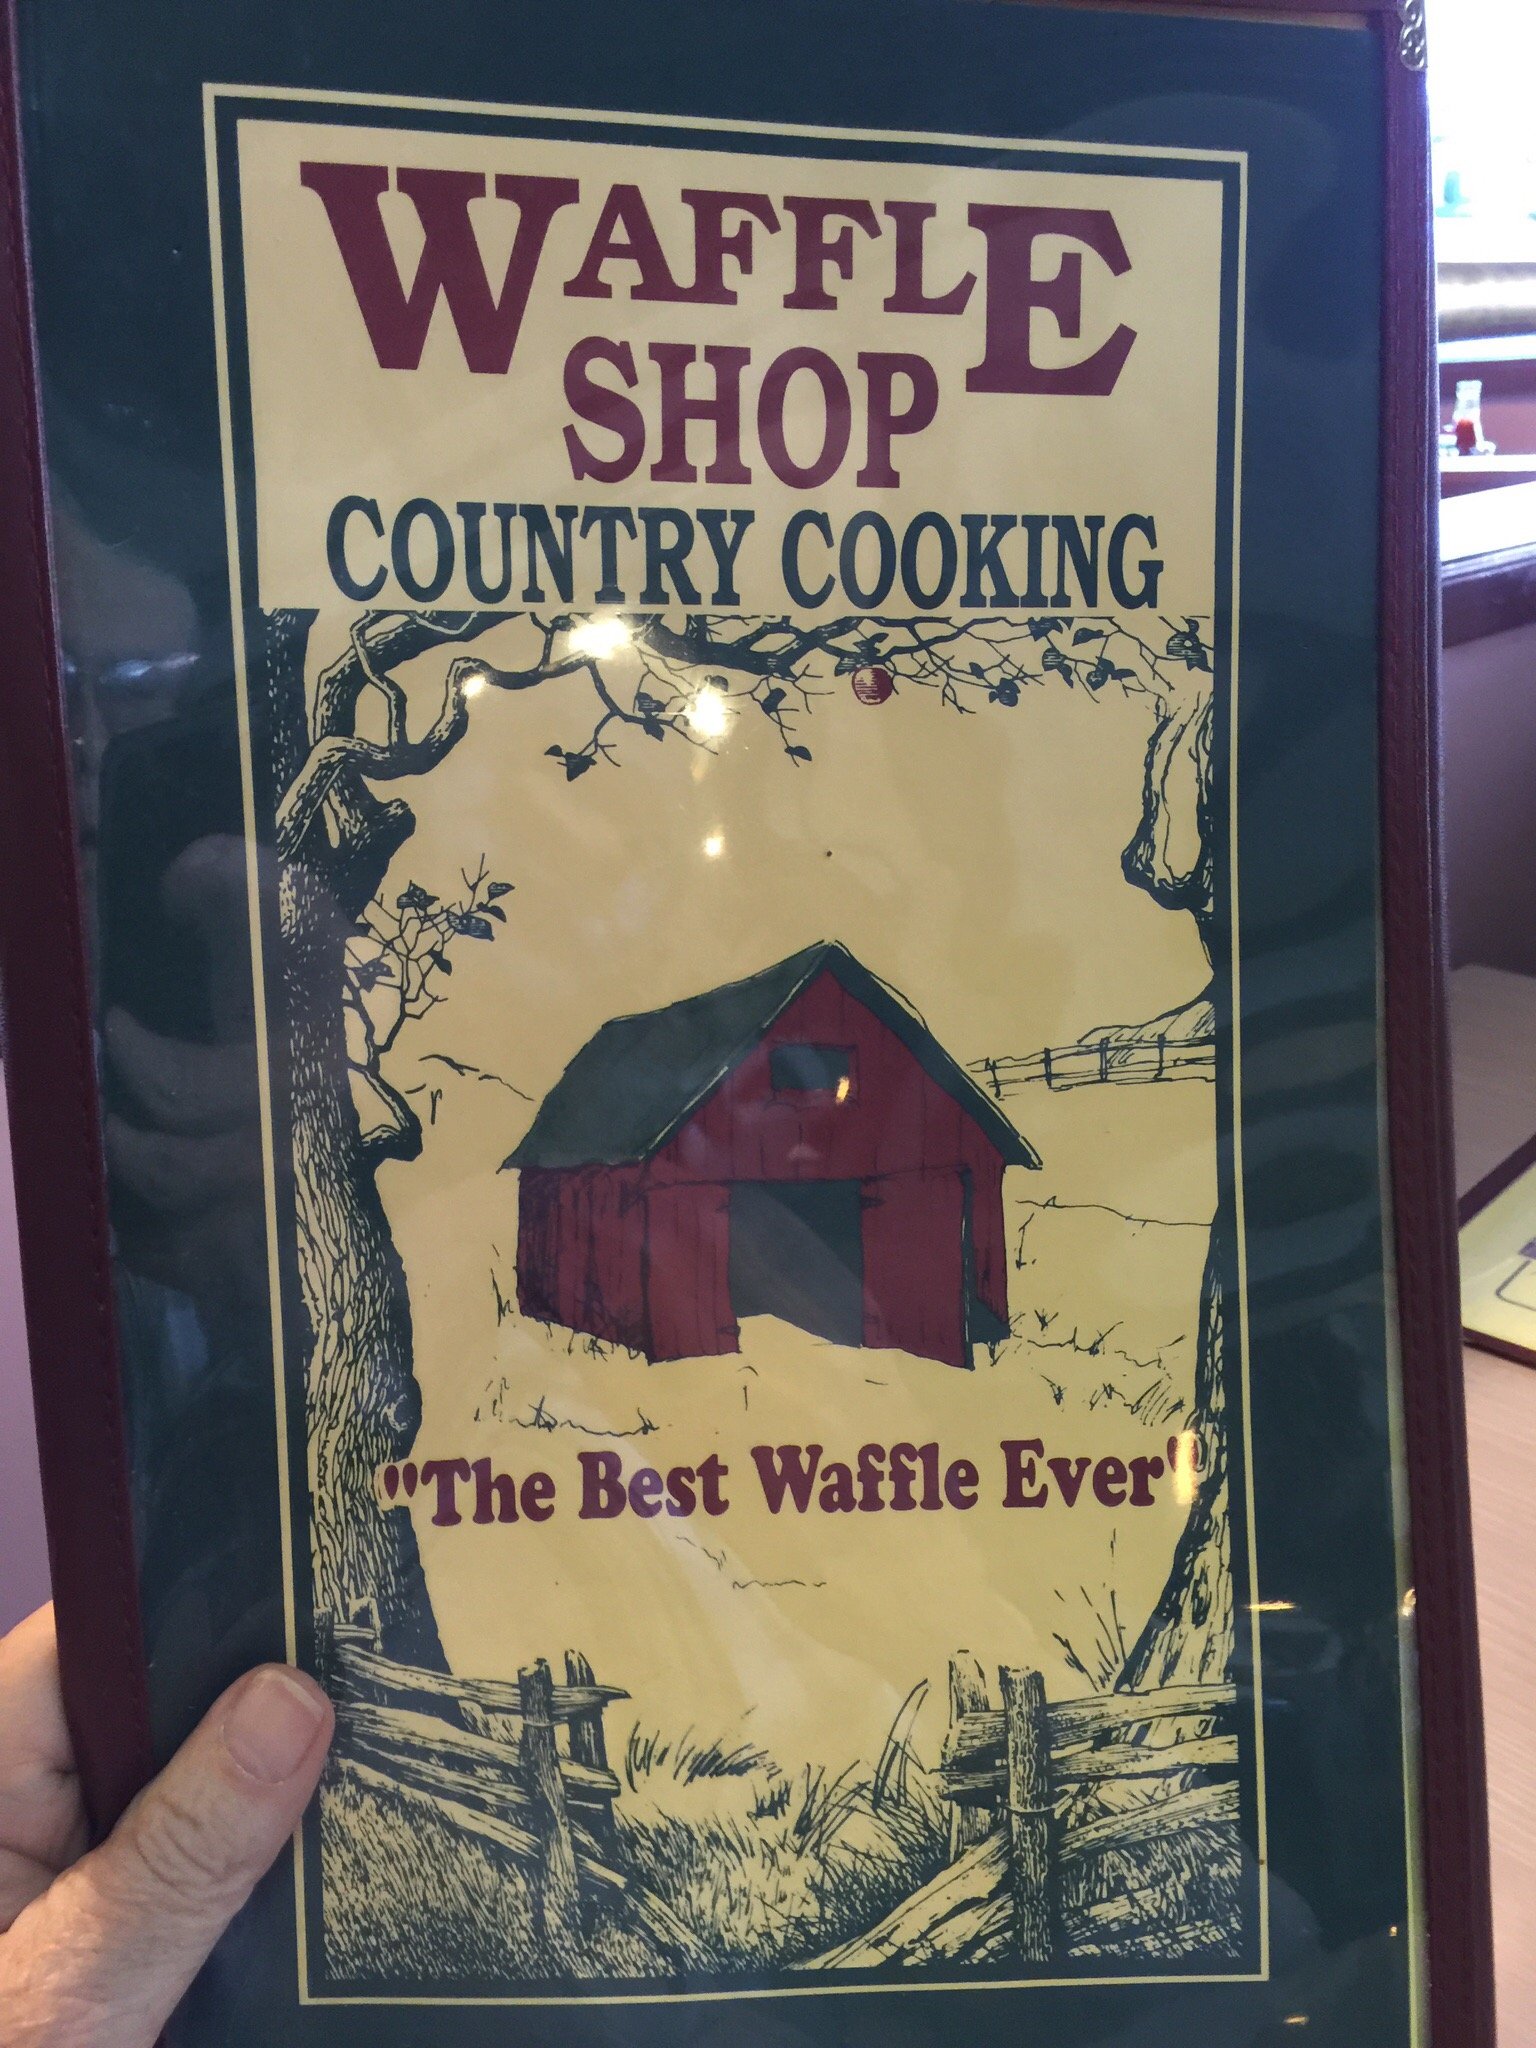 WAFFLE
SHOP
COUNTRY COOKING
"The Best Waffle Ever"